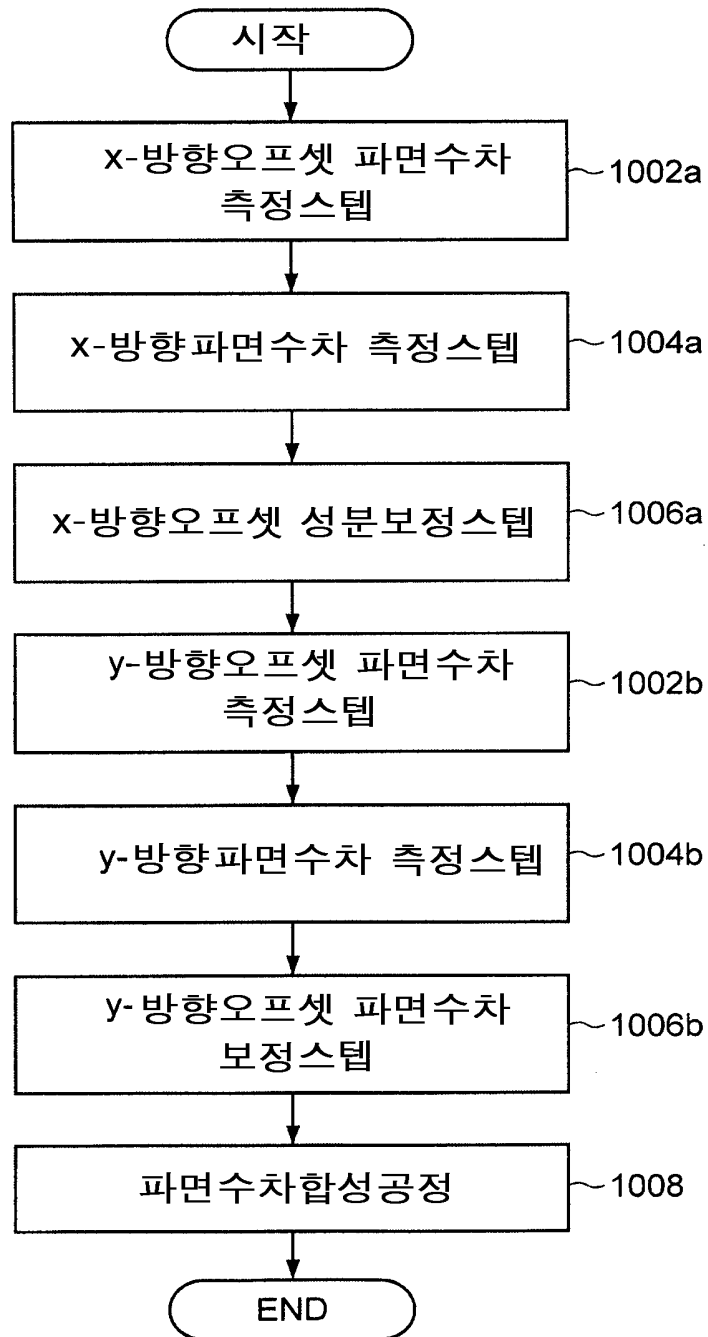 시작
x-방향오프셋 파면수차
측정스텝
1002a
x-방향파면수차 측정스텝
1004a
x-방향오프셋 성분보정스텝
1006a
y-방향오프셋 파면수차
측정스텝
1002b
y-방향파면수차 측정스텝
1004b
y-방향오프셋 파면수차
보정스텝
1006b
파면수차합성공정
1008
END